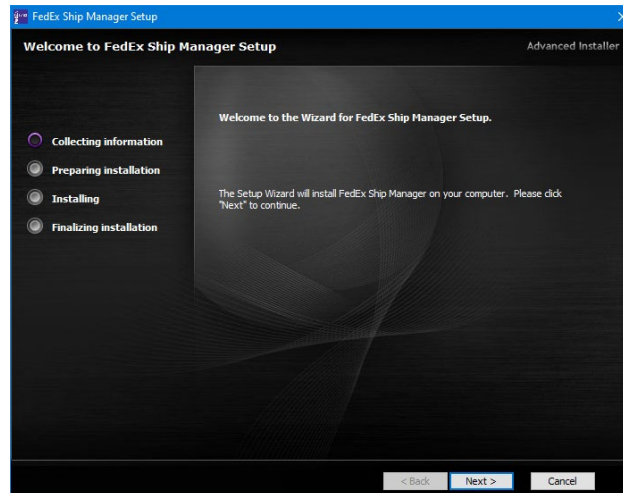 FedEx Ship Manager Setup
Welcome to FedEx Ship Manager Setup
Advanced Installer
Welcome to the Wizard for FedEx Ship Manager Setup.
Collecting information
Preparing installation
The Setup Wizard will install FedEx Ship Manager on your computer. Please click
"Next" to continue.
Installing
Finalizing installation
< Back
Next >
Cancel